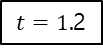 t = 1.2